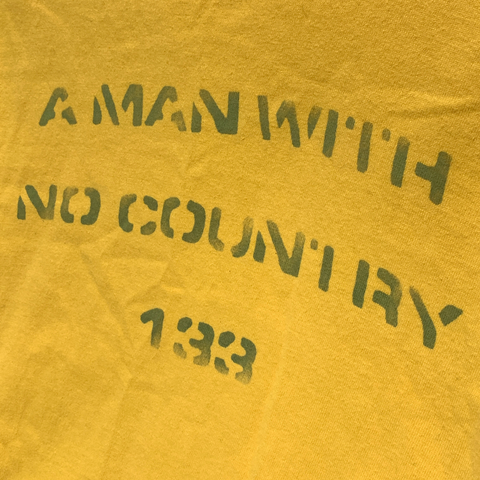 A MAN WITH
NO COUNTRY
133